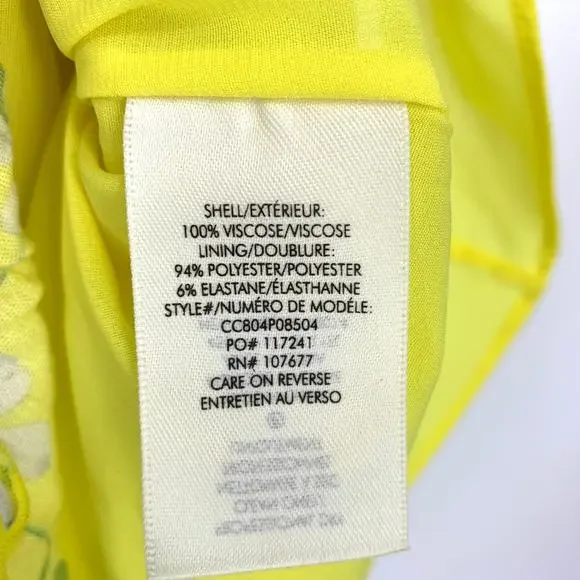 SHELL/EXTÉRIEUR:
100% VISCOSE/VISCOSE
LINING/DOUBLURE:
94% POLYESTER/POLYESTER
6% ELASTANE/ÉLASTHANNE
STYLE#/NUMÉRO DE MODÉLE:
CC804P08504
PO# 117241
RN# 107677
CARE ON REVERSE
ENTRETIEN AU VERSO